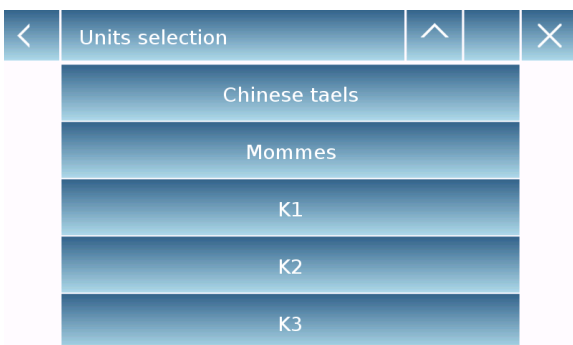 Units selection
Chinese taels
Mommes
K1
K2
K3